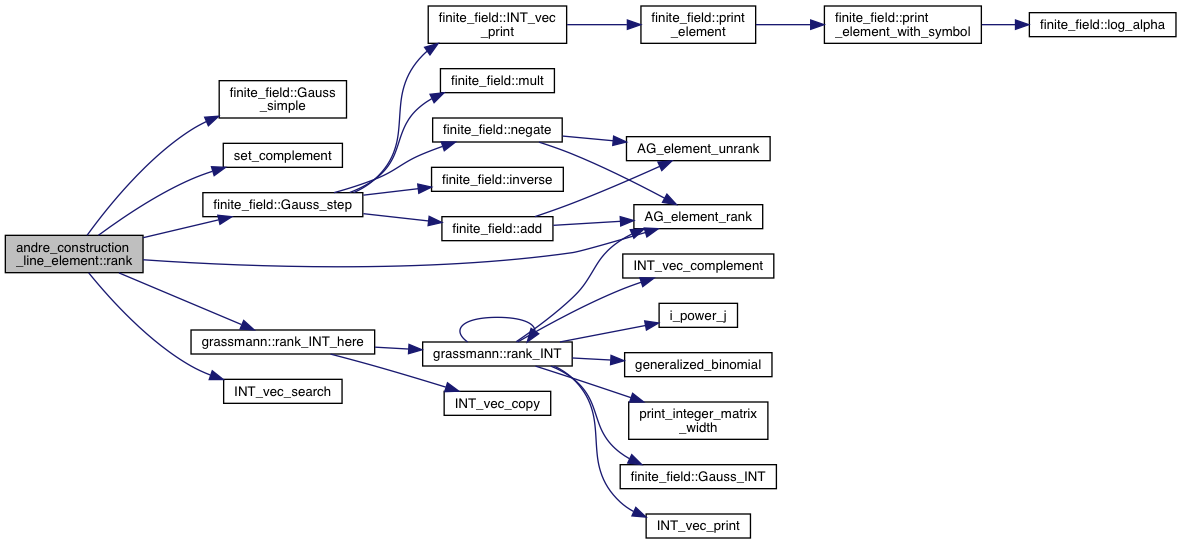 andre_construction
_line_element::rank
finite_field::Gauss
_simple
set_complement
finite_field::Gauss_step
grassmann::rank_INT_here
INT_vec_search
finite_field::INT_vec
_print
finite_field::mult
finite_field::negate
finite_field::inverse
finite_field::add
grassmann::rank_INT
INT_vec_copy
finite_field::print
_element
AG_element_unrank
AG_element_rank
INT_vec_complement
i_power_j
generalized_binomial
print_integer_matrix
_width
finite_field::Gauss_INT
INT_vec_print
finite_field::print
_element_with_symbol
finite_field::log_alpha